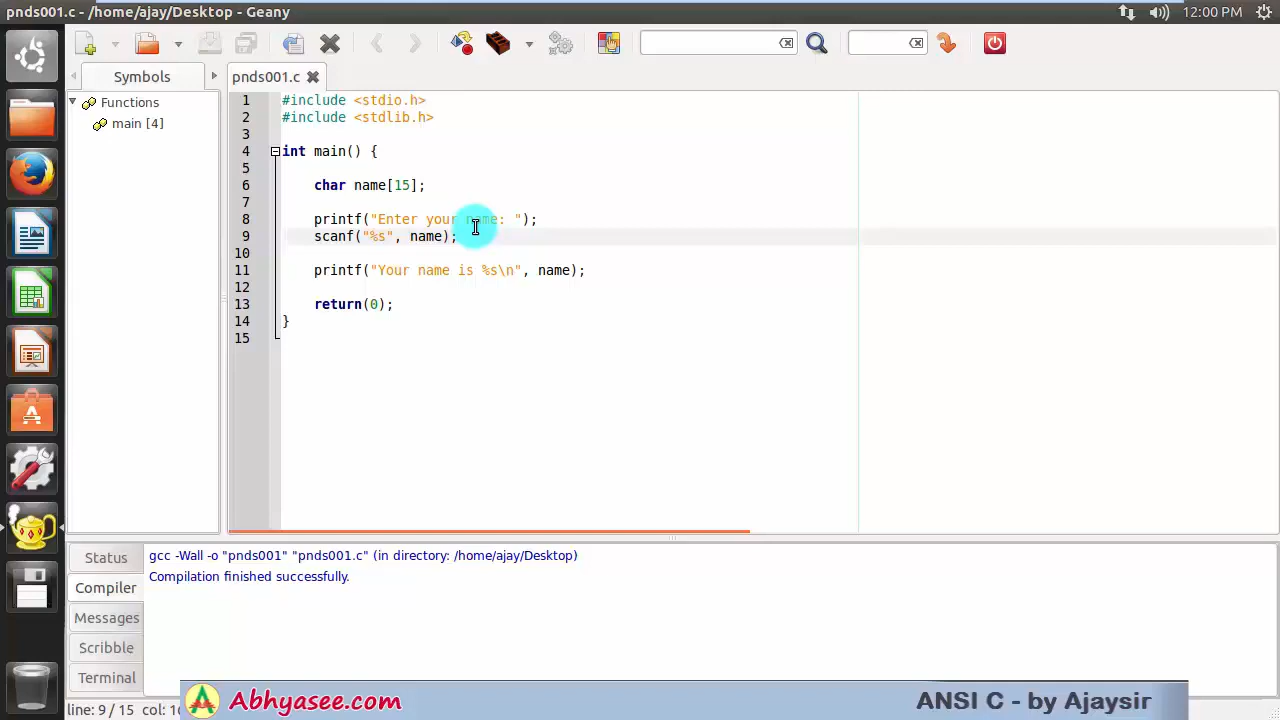 pnds001.c - /home/ajay/Desktop - Geany
12:00 PM
Symbols
pnds001.c
Functions
main [4]
1 #include <stdio.h>
2 #include <stdlib.h>
3
4 int main() {
5
6 char name[15];
7
8 printf("Enter your name: ");
9 scanf("%s", name);
10
11 printf("Your name is %s\n", name);
12
13 return(0);
14 }
15
Status
Compiler
Messages
Scribble
Terminal
gcc -Wall -o "pnds001" "pnds001.c" (in directory: /home/ajay/Desktop)
Compilation finished successfully.
line: 9 / 15 col:
Abhyasee.com
ANSI C - by Ajaysir